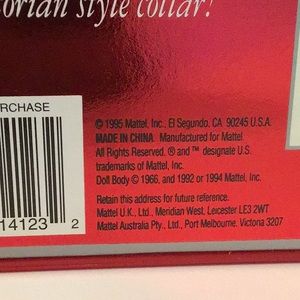 orian style collar!
RCHASE
© 1995 Mattel, Inc., El Segundo, CA 90245 U.S.A.
MADE IN CHINA. Manufactured for Mattel.
All Rights Reserved. ® and ™ designate U.S.
trademarks of Mattel, Inc.
Doll Body © 1966, and 1992 or 1994 Mattel, Inc.
Retain this address for future reference.
Mattel U.K., Ltd., Meridian West, Leicester LE3 2WT
Mattel Australia Pty., Ltd., Port Melbourne, Victoria 3207
14123 2